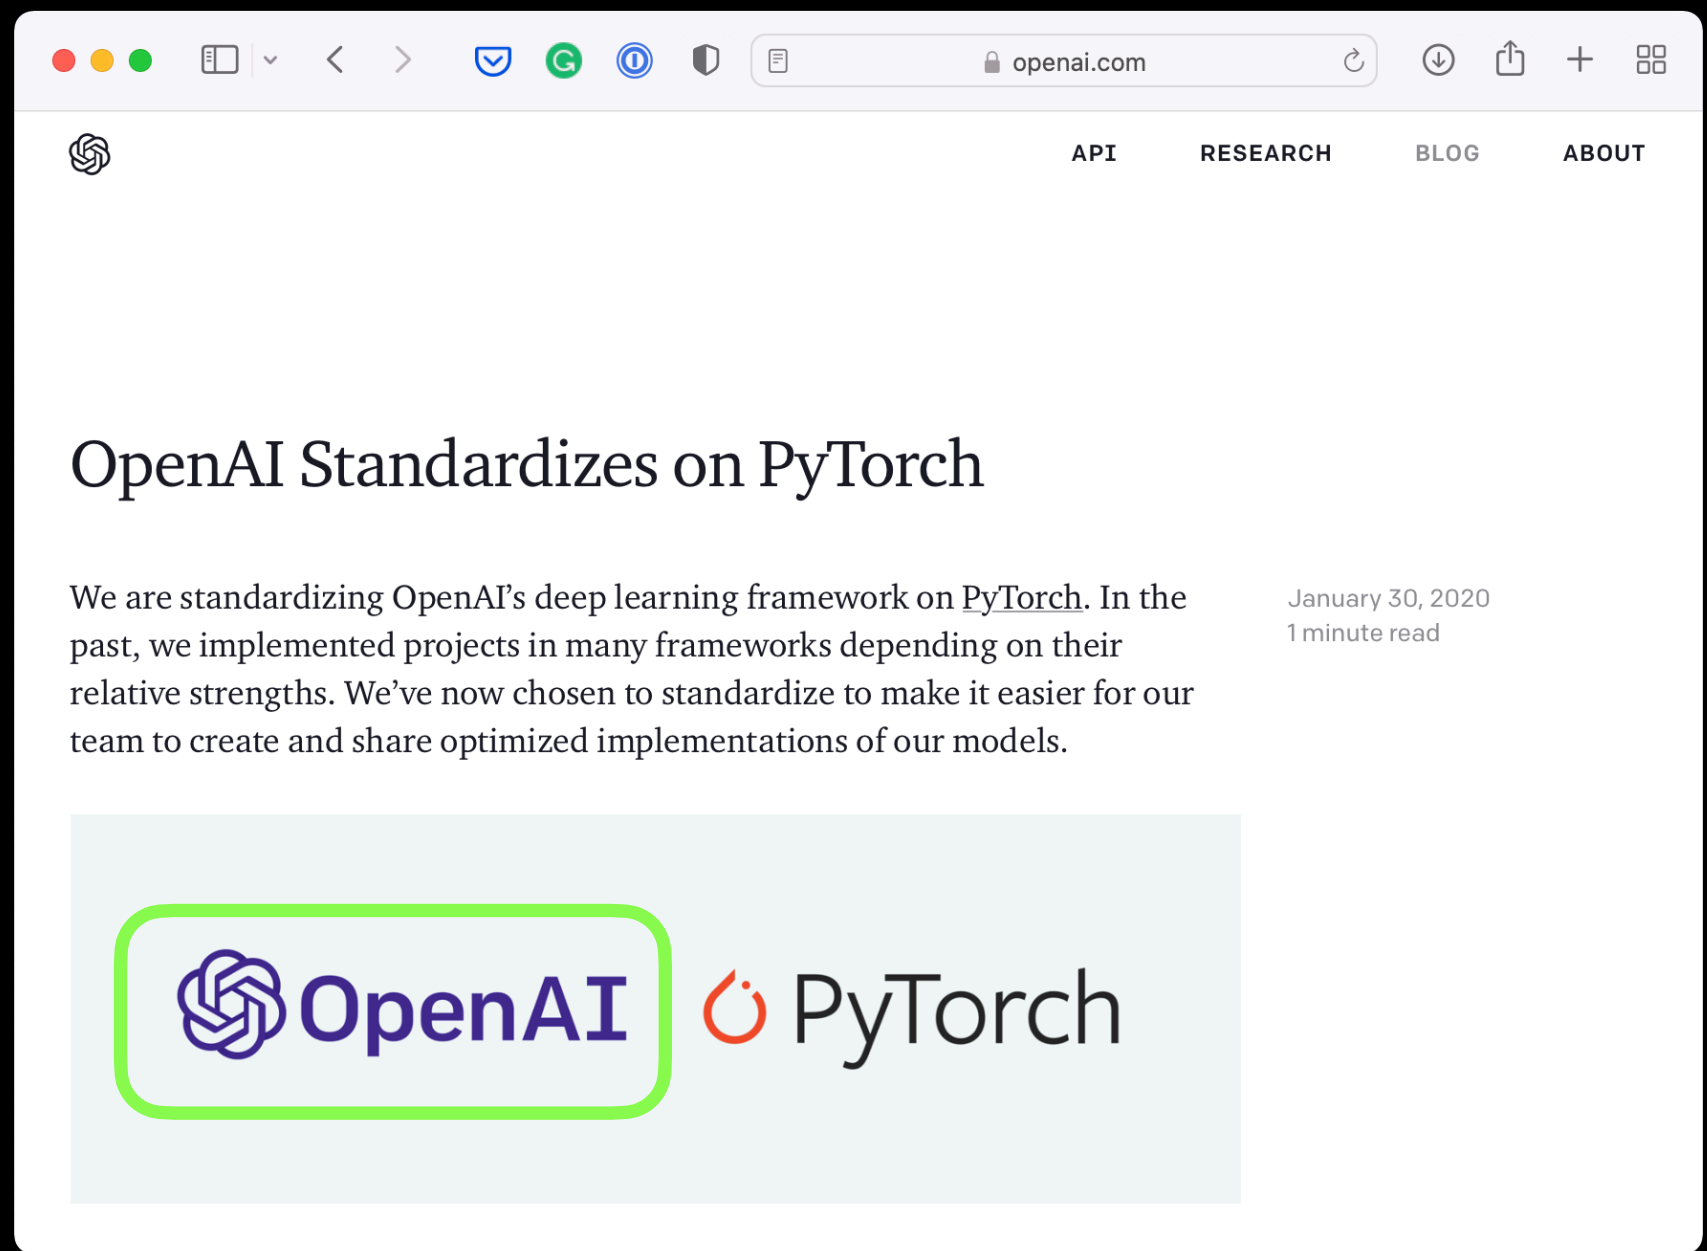 openai.com
API RESEARCH BLOG ABOUT
OpenAI Standardizes on PyTorch
We are standardizing OpenAI’s deep learning framework on PyTorch. In the
past, we implemented projects in many frameworks depending on their
relative strengths. We’ve now chosen to standardize to make it easier for our
team to create and share optimized implementations of our models.
January 30, 2020
1 minute read
OpenAI PyTorch